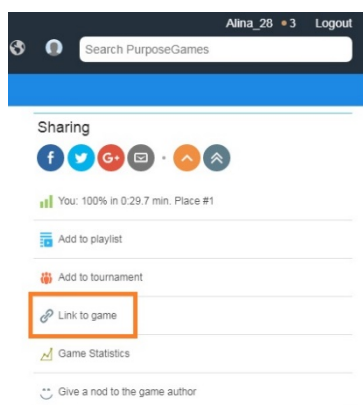 Alina_28 •3 Logout
Search PurposeGames
Sharing
f G+
You: 100% in 0:29.7 min. Place #1
Add to playlist
Add to tournament
Link to game
Game Statistics
Give a nod to the game author